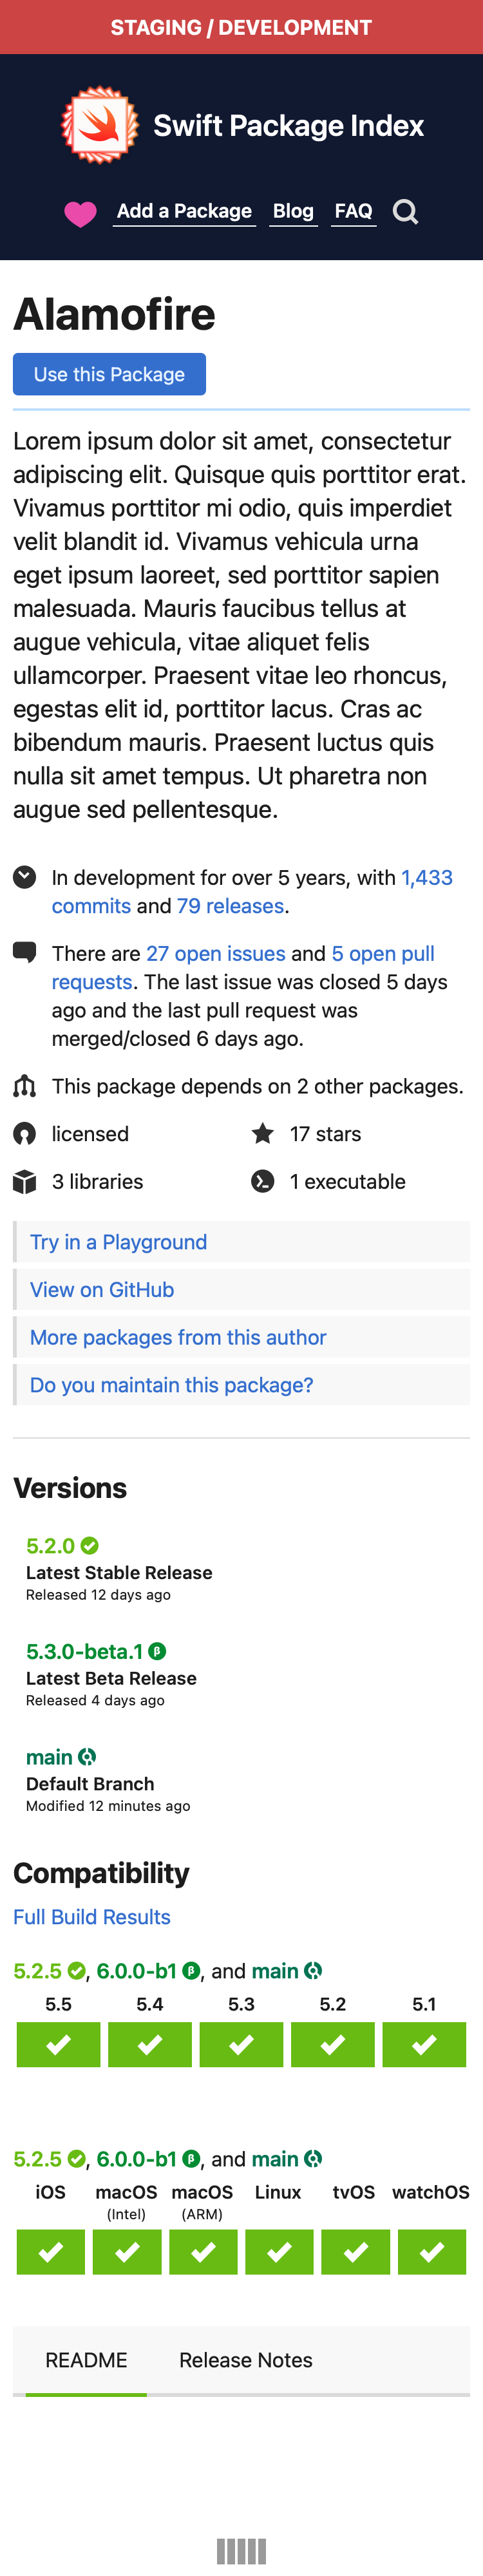 STAGING / DEVELOPMENT
Swift Package Index
Add a Package Blog FAQ
Alamofire
Use this Package
Lorem ipsum dolor sit amet, consectetur
adipiscing elit. Quisque quis porttitor erat.
Vivamus porttitor mi odio, quis imperdiet
velit blandit id. Vivamus vehicula urna
eget ipsum laoreet, sed porttitor sapien
malesuada. Mauris faucibus tellus at
augue vehicula, vitae aliquet felis
ullamcorper. Praesent vitae leo rhoncus,
egestas elit id, porttitor lacus. Cras ac
bibendum mauris. Praesent luctus quis
nulla sit amet tempus. Ut pharetra non
augue sed pellentesque.
In development for over 5 years, with 1,433
commits and 79 releases.
There are 27 open issues and 5 open pull
requests. The last issue was closed 5 days
ago and the last pull request was
merged/closed 6 days ago.
This package depends on 2 other packages.
licensed 17 stars
3 libraries 1 executable
Try in a Playground
View on GitHub
More packages from this author
Do you maintain this package?
Versions
5.2.0
Latest Stable Release
Released 12 days ago
5.3.0-beta.1 β
Latest Beta Release
Released 4 days ago
main
Default Branch
Modified 12 minutes ago
Compatibility
Full Build Results
5.2.5 , 6.0.0-b1 β, and main
5.5 5.4 5.3 5.2 5.1
5.2.5 , 6.0.0-b1 β, and main
iOS macOS macOS Linux tvOS watchOS
(Intel) (ARM)
README Release Notes